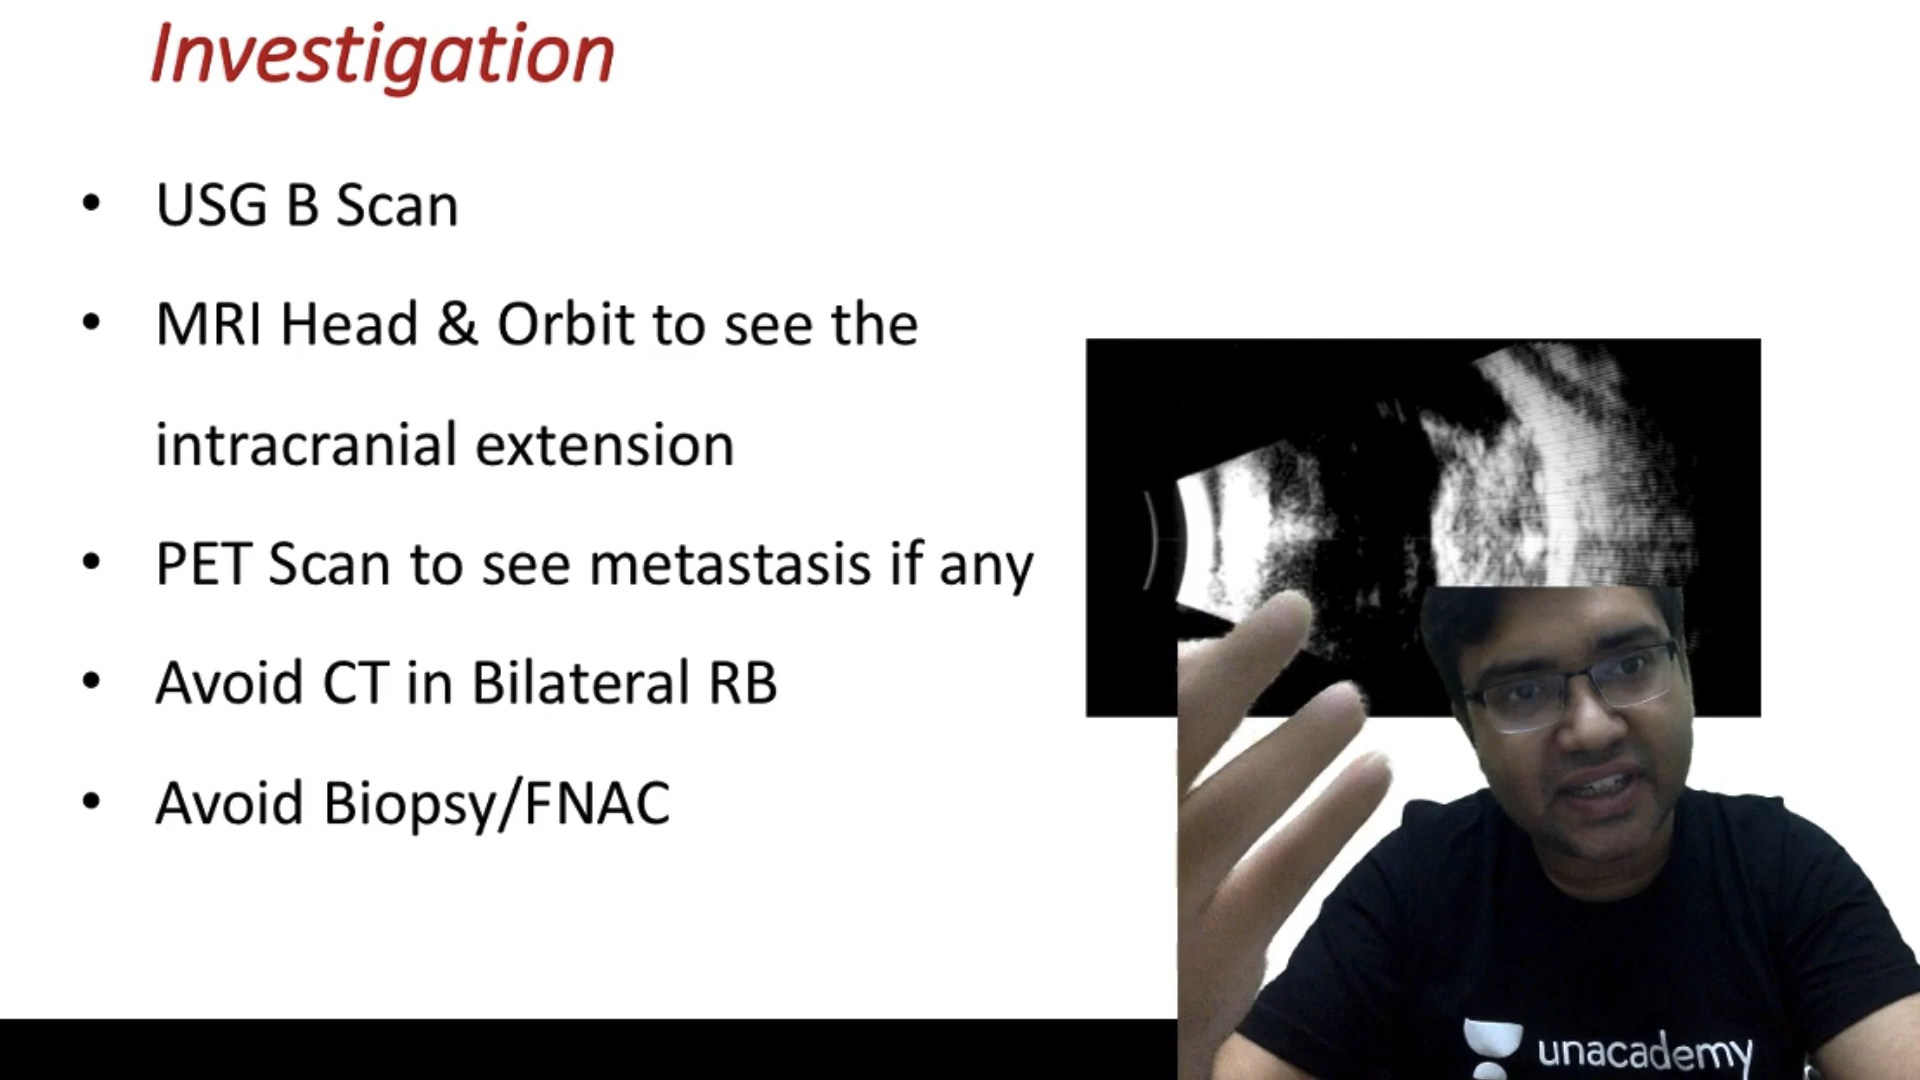 Investigation
• USG B Scan
• MRI Head & Orbit to see the
intracranial extension
• PET Scan to see metastasis if any
• Avoid CT in Bilateral RB
• Avoid Biopsy/FNAC
unacademy